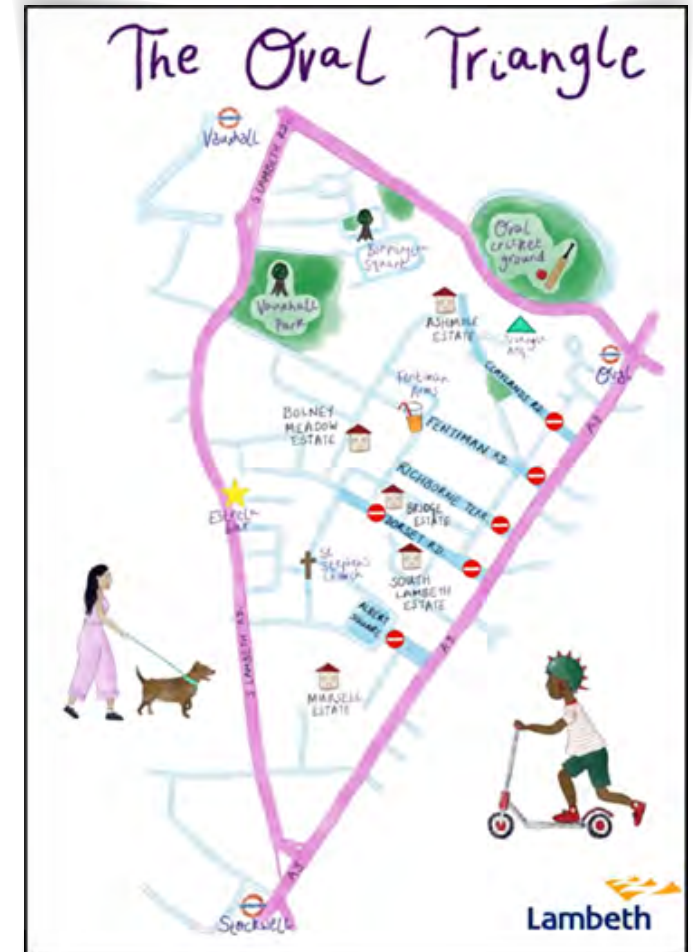 The Oval Triangle
Vauxhall
S. LAMBETH RD.
Square
Oval
cricket
ground
Vauxhall
Park
ASHMOLE
ESTATE
Oval
CLAYLANDS RD.
A3
Fentiman
Arms
FENTIMAN RD.
BOLNEY
MEADOW
ESTATE
RICHBORNE TERR.
BRIDGE
ESTATE
DORSET RD.
Estrela
Bar
St
Stephens
Church
SOUTH
LAMBETH
ESTATE
ALBERT
SQUARE
A3
S. LAMBETH RD.
MURSELL
ESTATE
A3
Stockwell
Lambeth